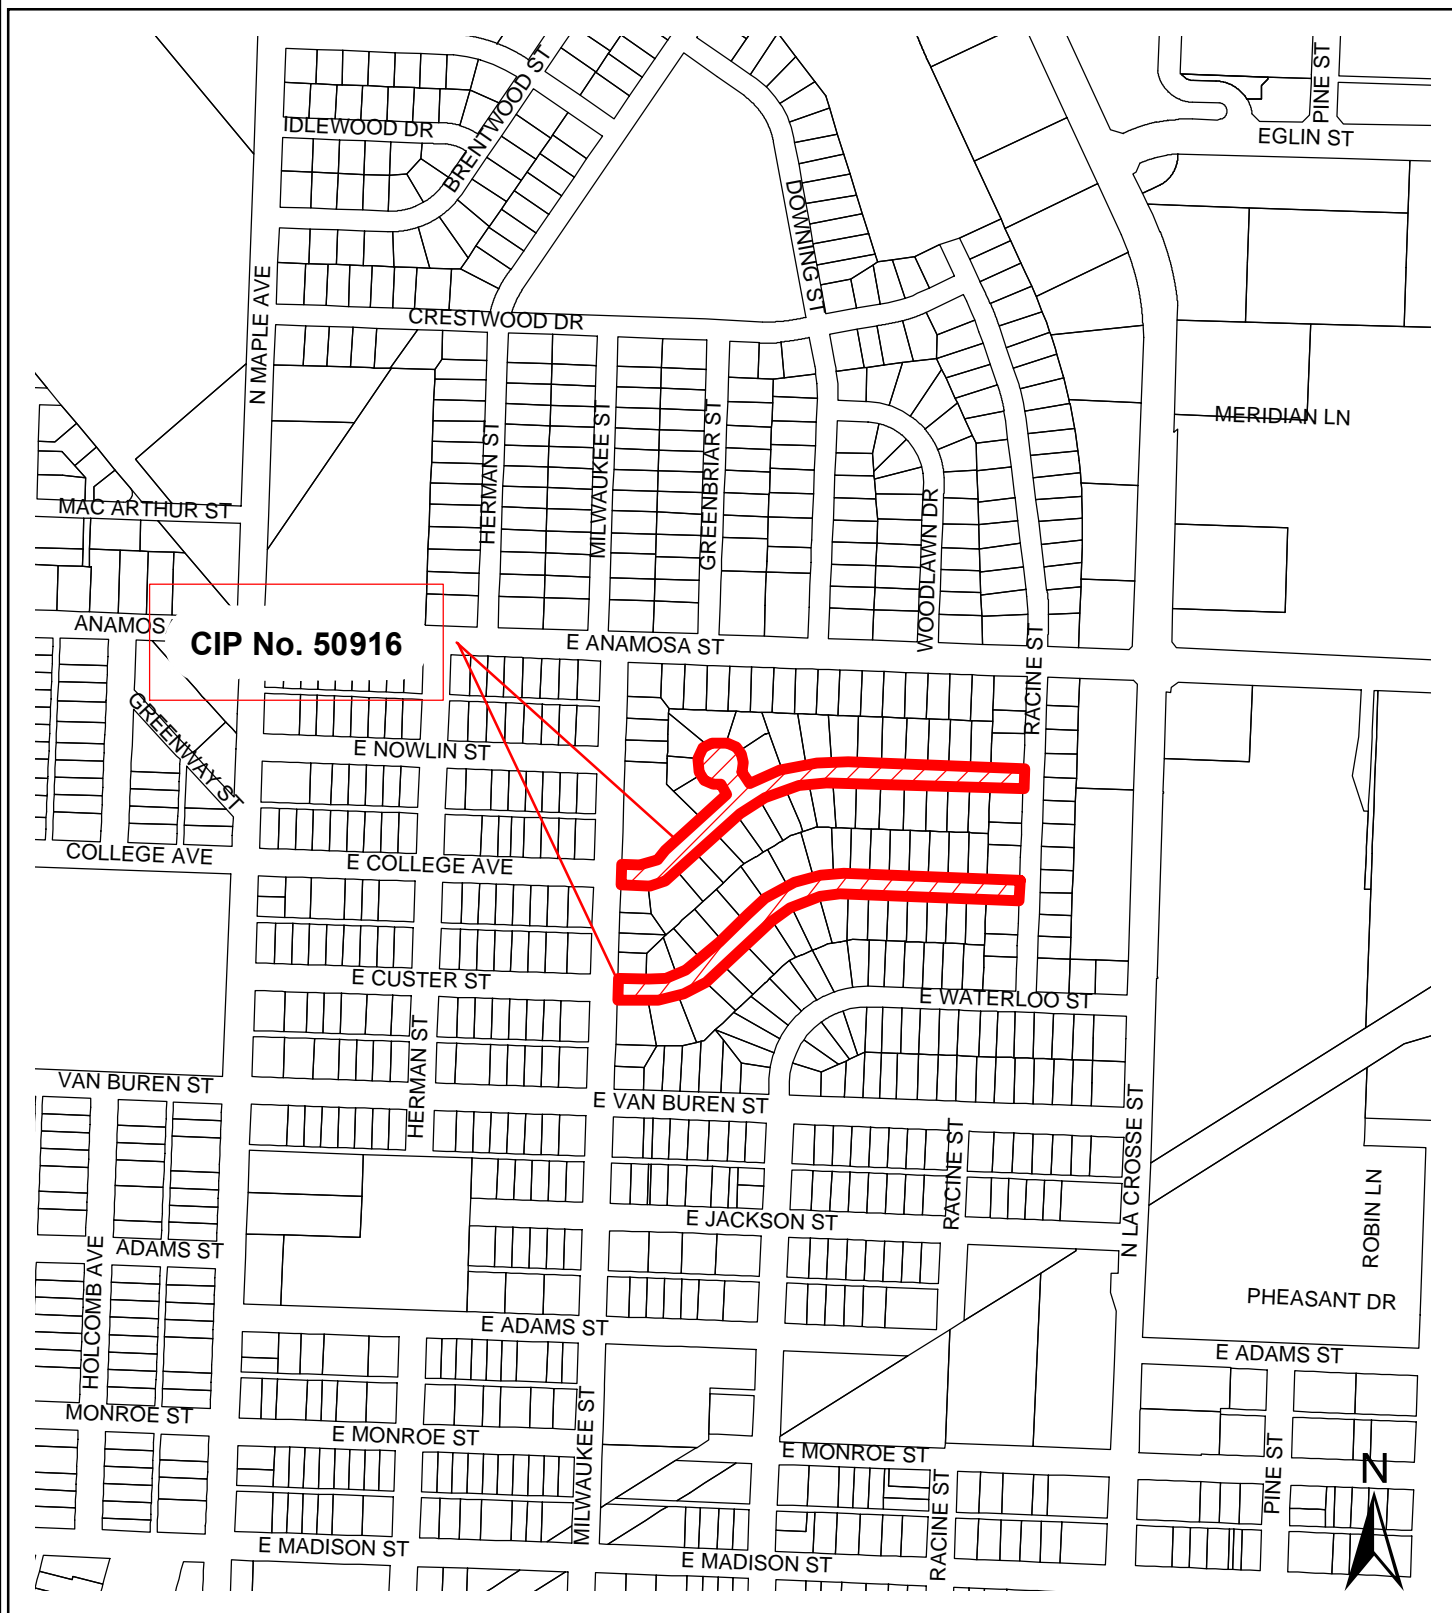 PINE ST
EGLIN ST
IDLEWOOD DR
BRENTWOOD ST
DOWNING ST
N MAPLE AVE
CRESTWOOD DR
MERIDIAN LN
HERMAN ST
MILWAUKEE ST
GREENBRIAR ST
WOODLAWN DR
MAC ARTHUR ST
ANAMOS
CIP No. 50916
E ANAMOSA ST
RACINE ST
GREENWAY ST
E NOWLIN ST
COLLEGE AVE
E COLLEGE AVE
E CUSTER ST
E WATERLOO ST
HERMAN ST
VAN BUREN ST
E VAN BUREN ST
RACINE ST
N LA CROSSE ST
ROBIN LN
E JACKSON ST
ADAMS ST
HOLCOMB AVE
PHEASANT DR
E ADAMS ST
E ADAMS ST
MONROE ST
MILWAUKEE ST
E MONROE ST
E MONROE ST
PINE ST
N
RACINE ST
E MADISON ST
E MADISON ST